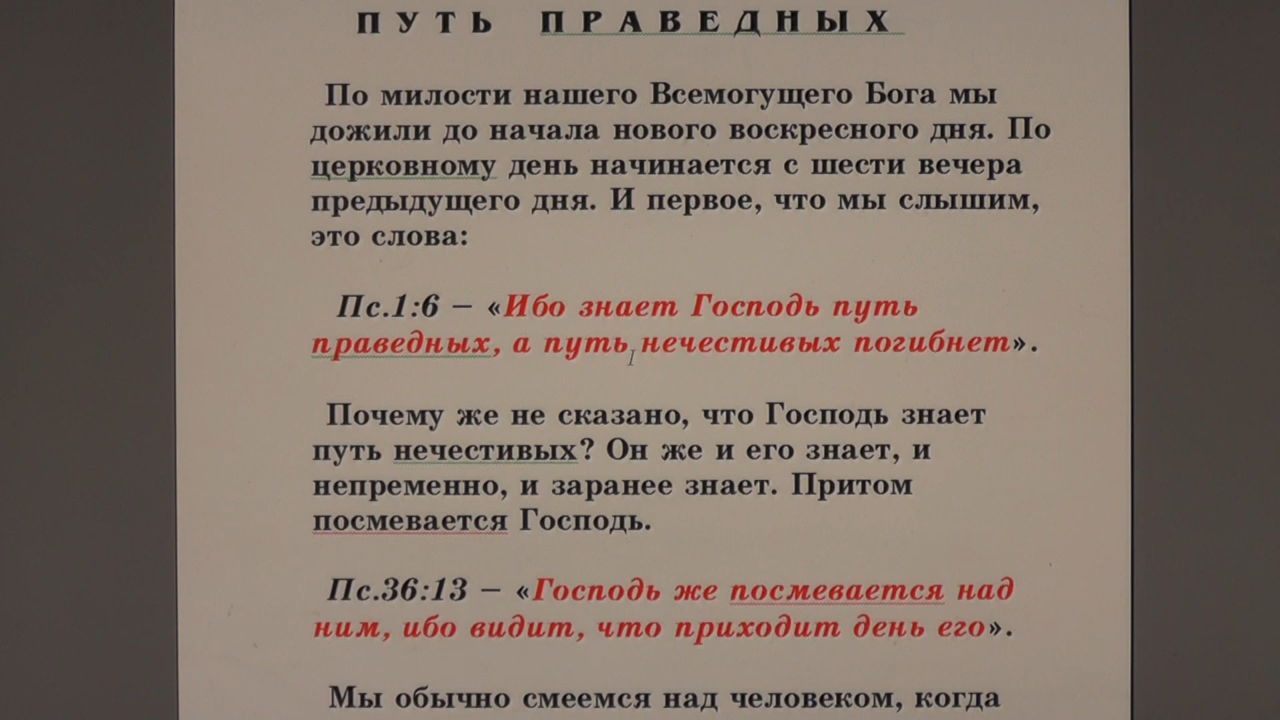 ПУТЬ ПРАВЕДНЫХ
По милости нашего Всемогущего Бога мы
дожили до начала нового воскресного дня. По
церковному день начинается с шести вечера
предыдущего дня. И первое, что мы слышим,
это слова:
Пс.1:6 – «Ибо знает Господь путь
праведных, а путь нечестивых погибнет».
Почему же не сказано, что Господь знает
путь нечестивых? Он же и его знает, и
непременно, и заранее знает. Притом
посмевается Господь.
Пс.36:13 – «Господь же посмевается над
ним, ибо видит, что приходит день его».
Мы обычно смеемся над человеком, когда